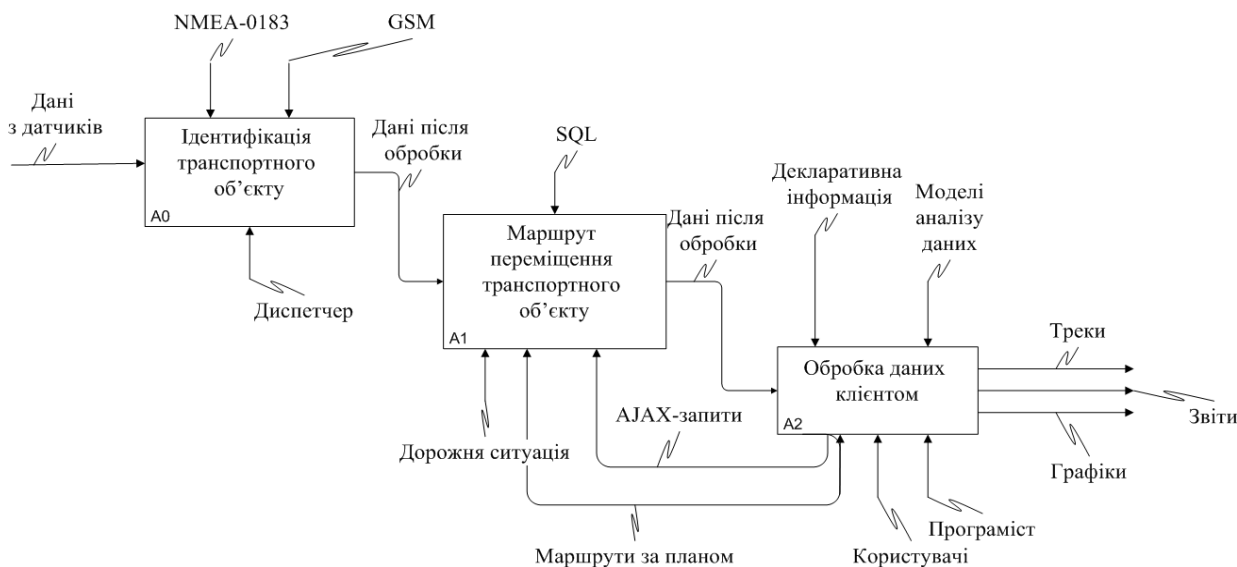 NMEA-0183
GSM
Дані
з датчиків
Ідентифікація
транспортного
об’єкту
A0
Дані після
обробки
Диспетчер
SQL
Маршрут
переміщення
транспортного
об’єкту
A1
Дані після
обробки
Декларативна
інформація
Моделі
аналізу
даних
Обробка даних
клієнтом
A2
Треки
Звіти
Графіки
AJAX-запити
Дорожня ситуація
Маршрути за планом
Програміст
Користувачі